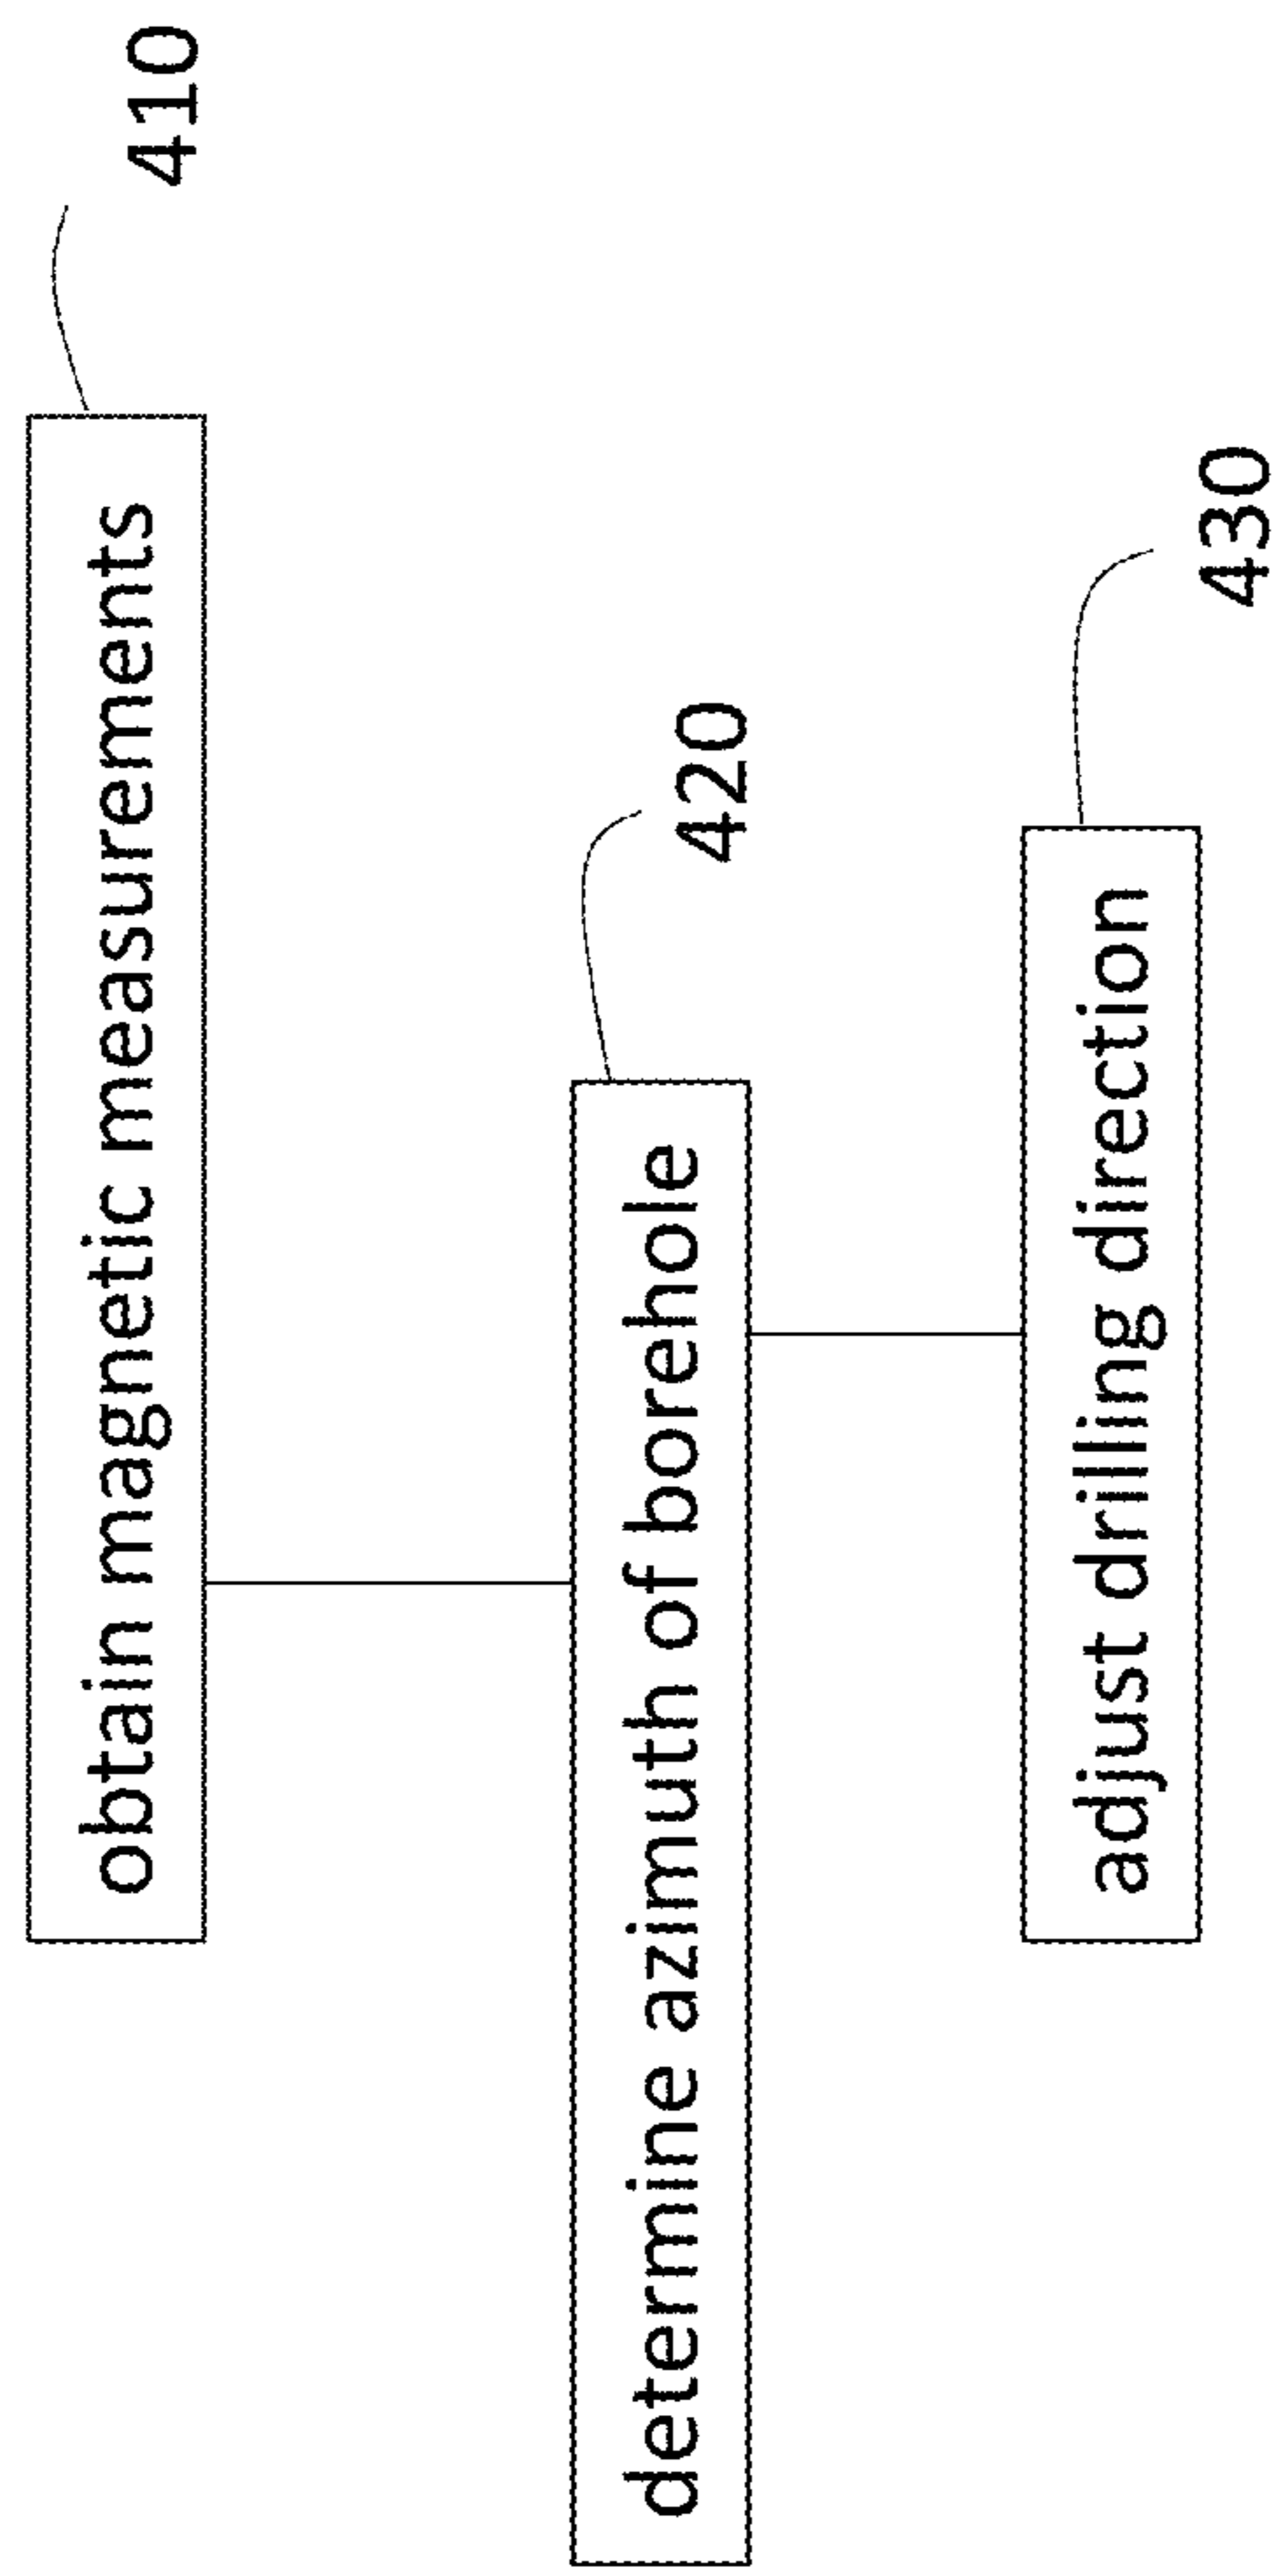 obtain magnetic measurements
410
determine azimuth of borehole
420
adjust drilling direction
430